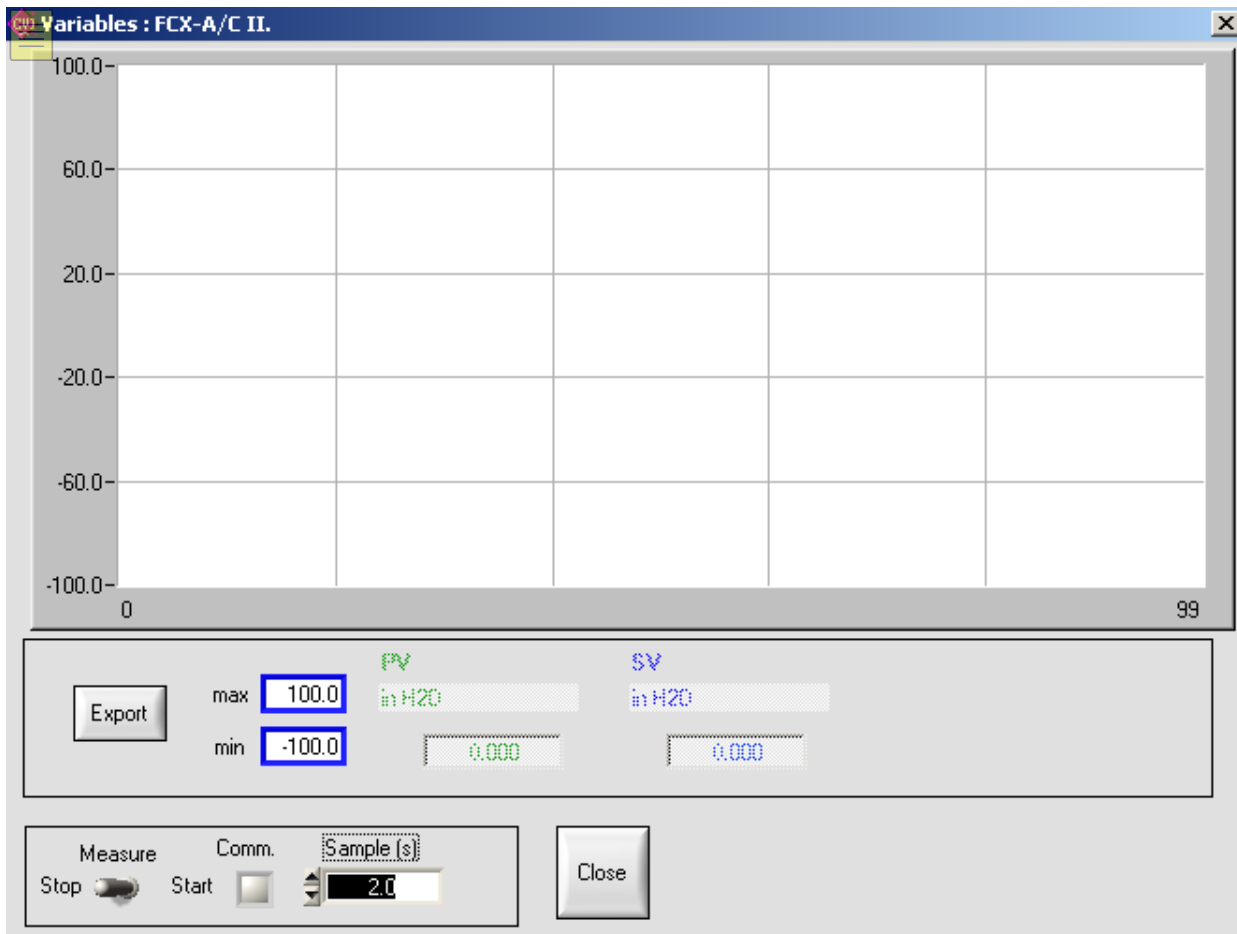 Variables : FCX-A/C II.
100.0
60.0
20.0
-20.0
-60.0
-100.0
0 99
PV SV
Export max 100.0 in H2O in H2O
min -100.0 0.000 0.000
Measure Comm. Sample (s)
Stop Start 2.0
Close